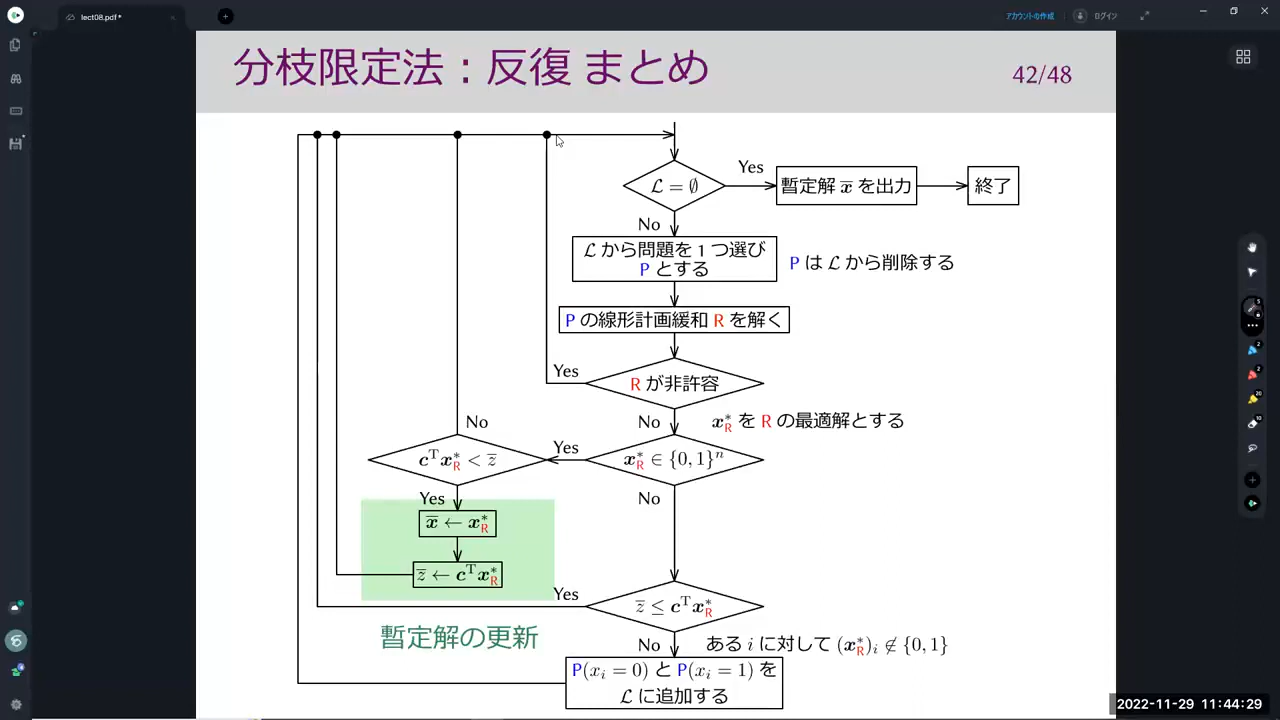 lect08.pdf*
アカウントの作成
ログイン
分枝限定法：反復 まとめ
42/48
ℒ = ∅
Yes
暫定解 x̅ を出力
終了
No
ℒ から問題を 1 つ選び
P とする
P は ℒ から削除する
P の線形計画緩和 R を解く
Yes
R が非許容
No
x*_R を R の最適解とする
No
cᵀx*_R < z̅
Yes
x*_R ∈ {0, 1}ⁿ
Yes
No
x̅ ← x*_R
z̅ ← cᵀx*_R
Yes
z̅ ≤ cᵀx*_R
暫定解の更新
No
ある i に対して (x*_R)_i ∉ {0, 1}
P(x_i = 0) と P(x_i = 1) を
ℒ に追加する
2022-11-29 11:44:29